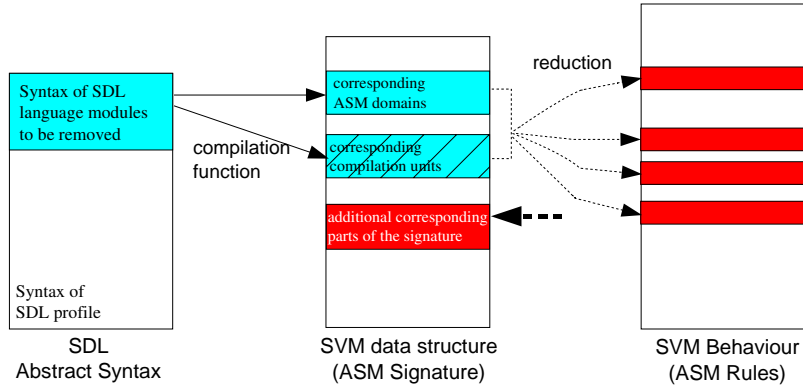 Syntax of SDL
language modules
to be removed
Syntax of
SDL profile
SDL
Abstract Syntax
compilation
function
corresponding
ASM domains
corresponding
compilation units
additional corresponding
parts of the signature
SVM data structure
(ASM Signature)
reduction
SVM Behaviour
(ASM Rules)